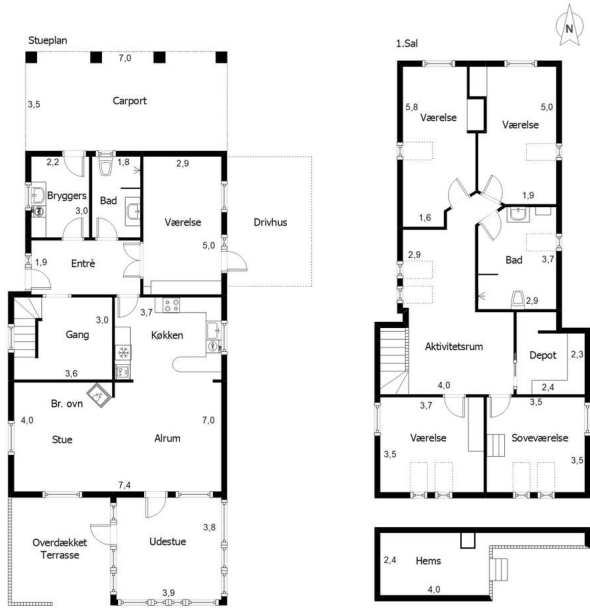 Stueplan
7,0
3,5
Carport
2,2
1,8
2,9
Bryggers
3,0
Bad
Værelse
Drivhus
5,0
1,9
Entrè
3,0
3,7
Gang
Køkken
3,6
Br. ovn
4,0
7,0
Stue
Alrum
7,4
Overdækket
Terrasse
Udestue
3,8
3,9
N
1.Sal
5,8
5,0
Værelse
Værelse
1,6
1,9
2,9
Bad
3,7
2,9
Aktivitetsrum
Depot
2,3
4,0
2,4
3,7
3,5
Værelse
Soveværelse
3,5
3,5
2,4
Hems
4,0